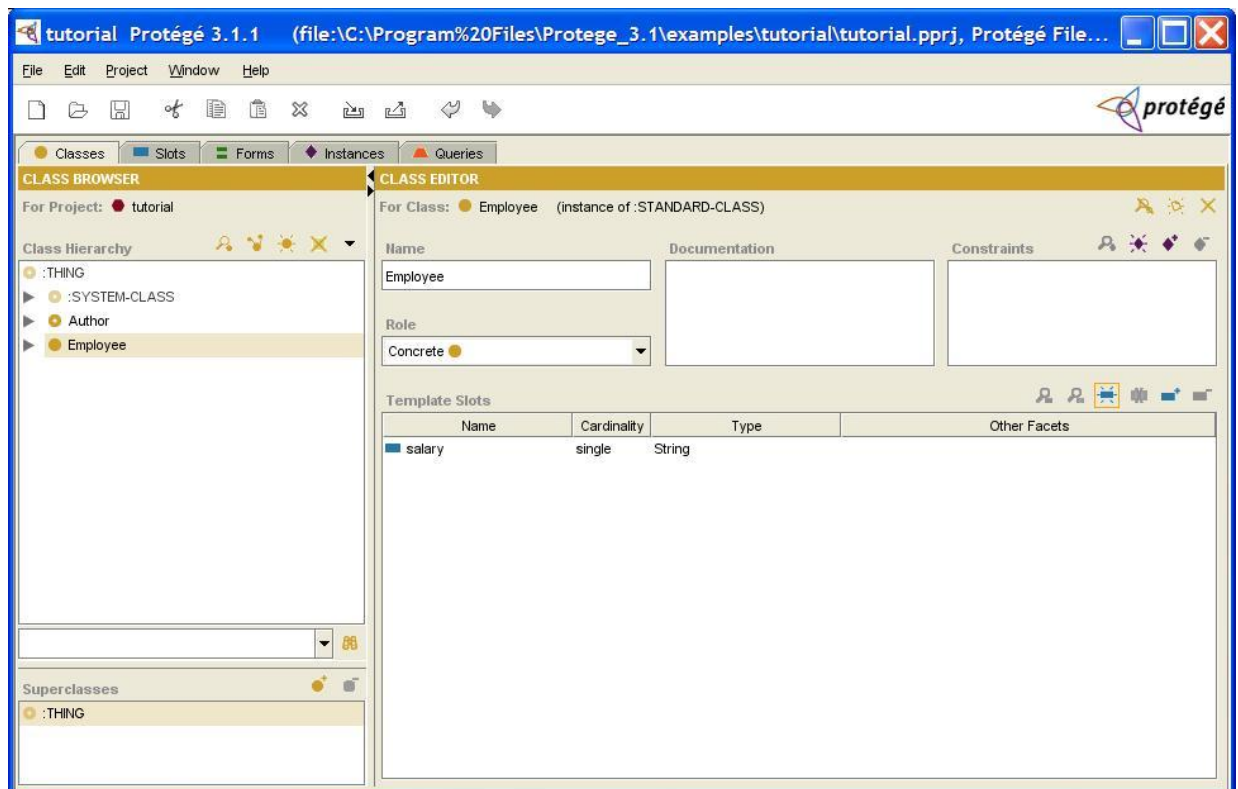 tutorial Protégé 3.1.1 (file:\C:\Program%20Files\Protege_3.1\examples\tutorial\tutorial.pprj, Protégé File...
File Edit Project Window Help
protégé
Classes Slots Forms Instances Queries
CLASS BROWSER
CLASS EDITOR
For Project: tutorial
For Class: Employee (instance of :STANDARD-CLASS)
Class Hierarchy
:THING
:SYSTEM-CLASS
Author
Employee
Superclasses
:THING
Name
Employee
Role
Concrete
Documentation
Constraints
Template Slots
Name Cardinality Type Other Facets
salary single String